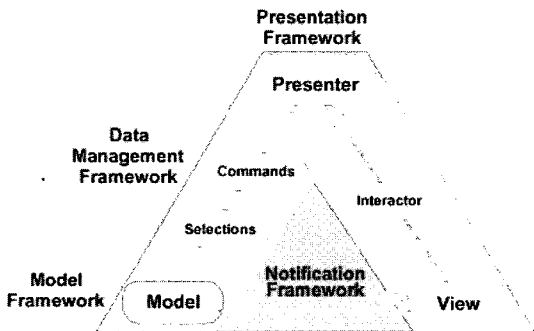 Presentation
Framework
Presenter
Data
Management
Framework
Commands
Interactor
Selections
Notification
Framework
Model
Framework
Model
View